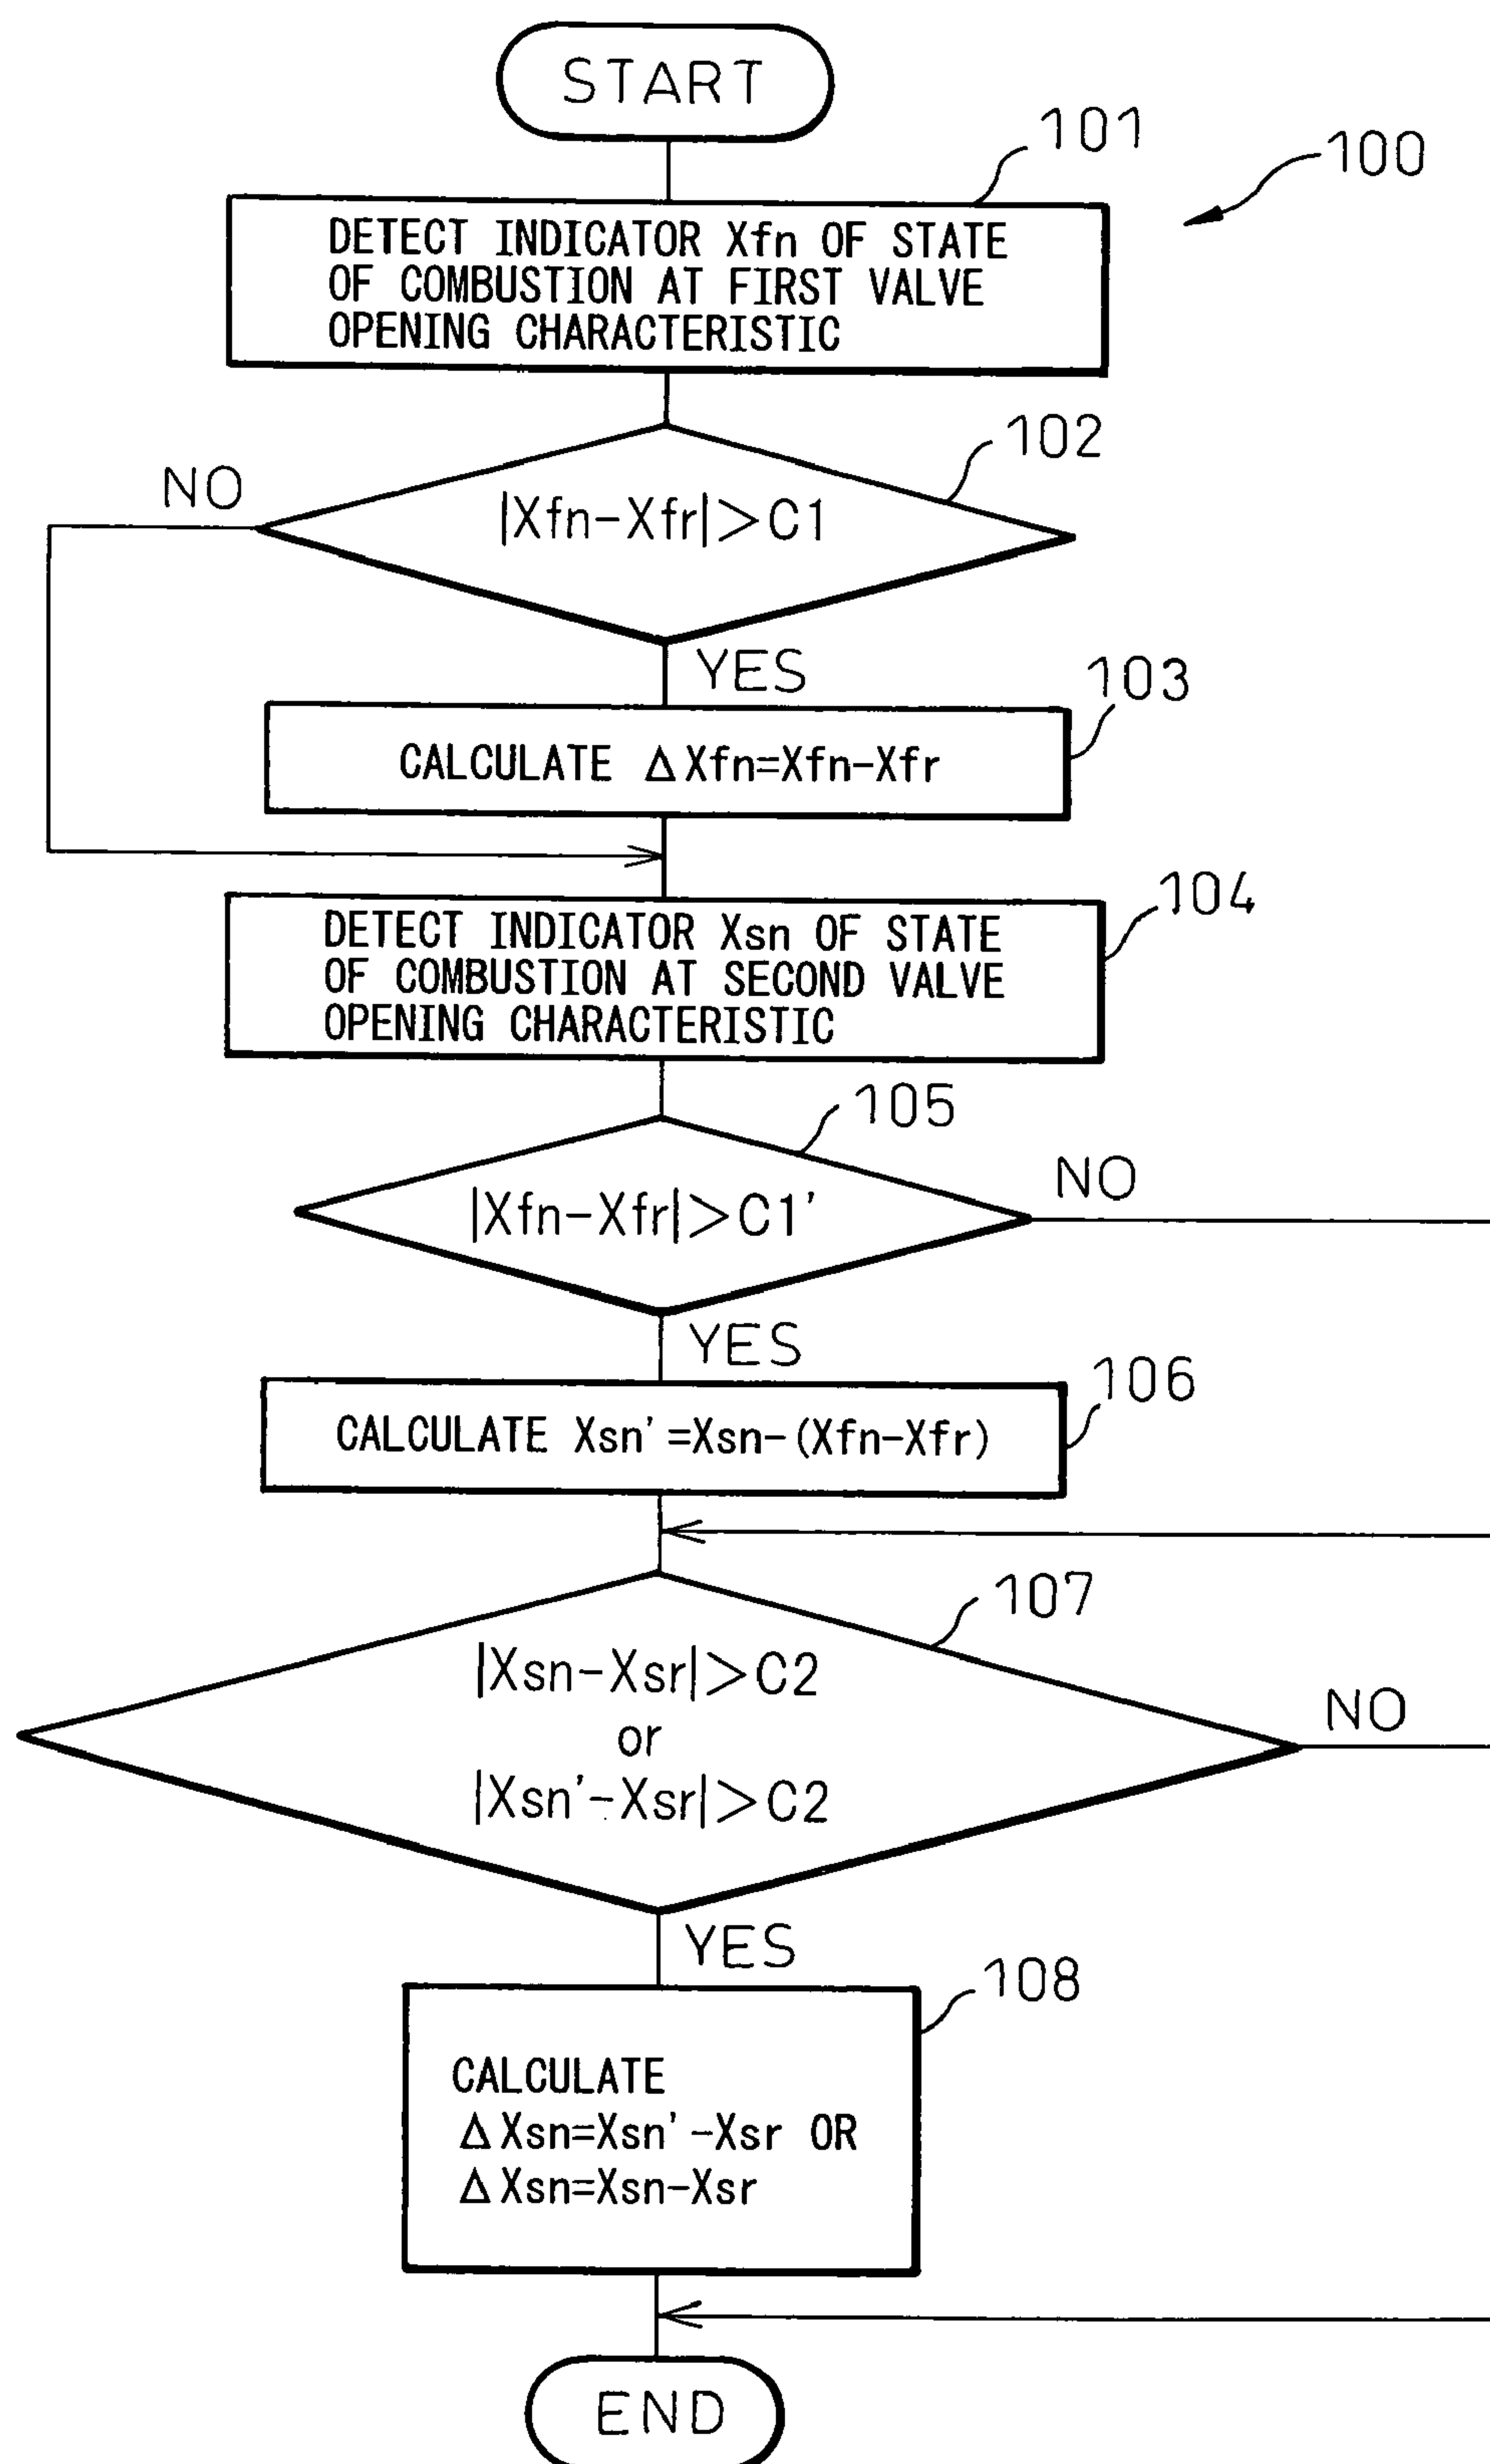 START
101
100
DETECT INDICATOR Xfn OF STATE
OF COMBUSTION AT FIRST VALVE
OPENING CHARACTERISTIC
102
NO
|Xfn-Xfr|>C1
YES
103
CALCULATE ΔXfn=Xfn-Xfr
104
DETECT INDICATOR Xsn OF STATE
OF COMBUSTION AT SECOND VALVE
OPENING CHARACTERISTIC
105
NO
|Xfn-Xfr|>C1'
YES
106
CALCULATE Xsn'=Xsn-(Xfn-Xfr)
107
|Xsn-Xsr|>C2
or
|Xsn'-Xsr|>C2
NO
YES
108
CALCULATE
ΔXsn=Xsn'-Xsr OR
ΔXsn=Xsn-Xsr
END